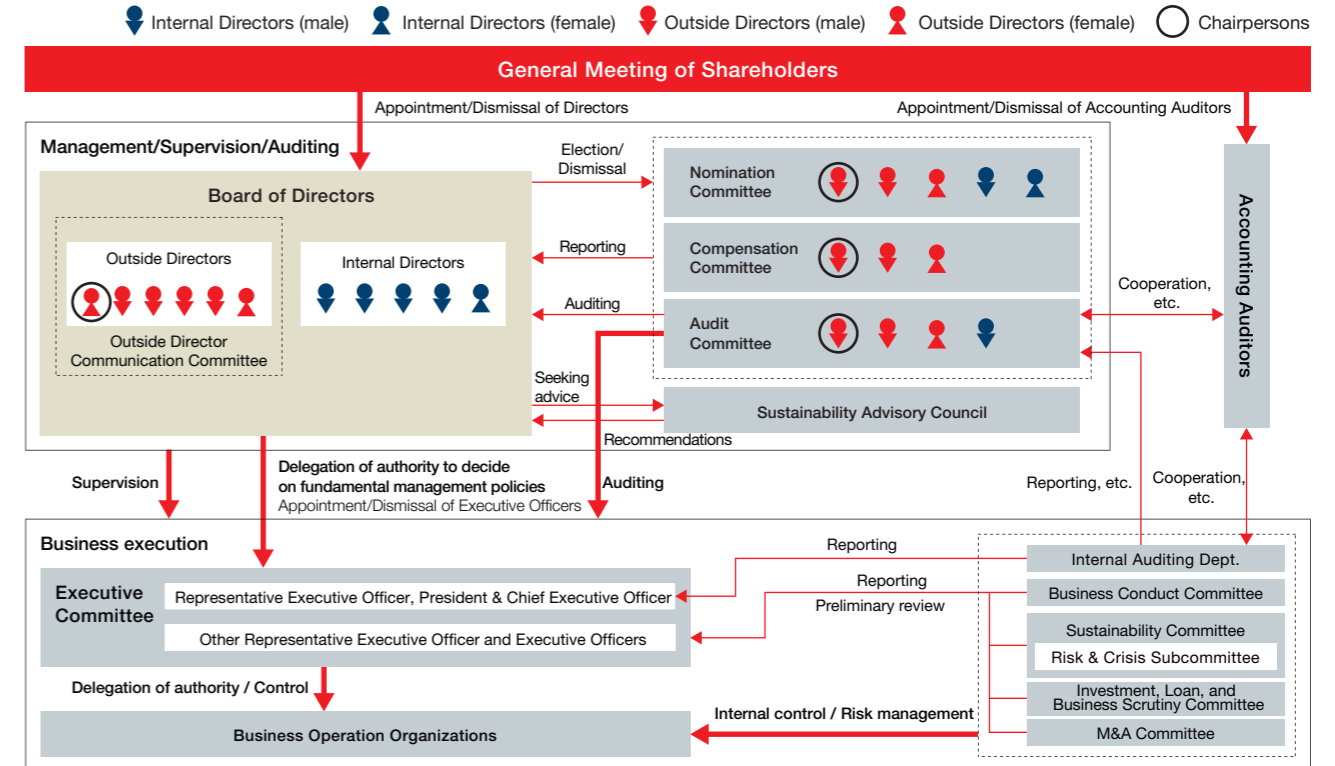 Internal Directors (male)
Internal Directors (female)
Outside Directors (male)
Outside Directors (female)
Chairpersons
General Meeting of Shareholders
Appointment/Dismissal of Directors
Appointment/Dismissal of Accounting Auditors
Management/Supervision/Auditing
Board of Directors
Outside Directors
Internal Directors
Outside Director
Communication Committee
Election/
Dismissal
Reporting
Auditing
Seeking
advice
Recommendations
Nomination
Committee
Compensation
Committee
Audit
Committee
Sustainability Advisory Council
Cooperation,
etc.
Accounting Auditors
Supervision
Delegation of authority to decide
on fundamental management policies
Appointment/Dismissal of Executive Officers
Auditing
Reporting, etc.
Cooperation,
etc.
Business execution
Executive
Committee
Representative Executive Officer, President & Chief Executive Officer
Other Representative Executive Officer and Executive Officers
Reporting
Reporting
Preliminary review
Internal Auditing Dept.
Business Conduct Committee
Sustainability Committee
Risk & Crisis Subcommittee
Investment, Loan, and
Business Scrutiny Committee
M&A Committee
Delegation of authority / Control
Internal control / Risk management
Business Operation Organizations